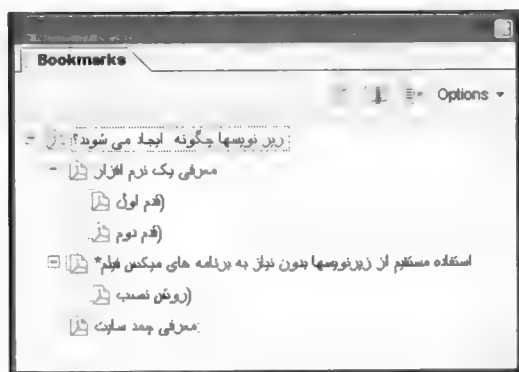 Bookmarks
Options
زیر نویسها چگونه ایجاد می شوند؟
معرفی یک نرم افزار
(قدم اول
(قدم دوم
استفاده مستقیم از زیرنویسها بدون نیاز به برنامه های میکس فیلم*
(روش نصب
معرفی چند سایت: